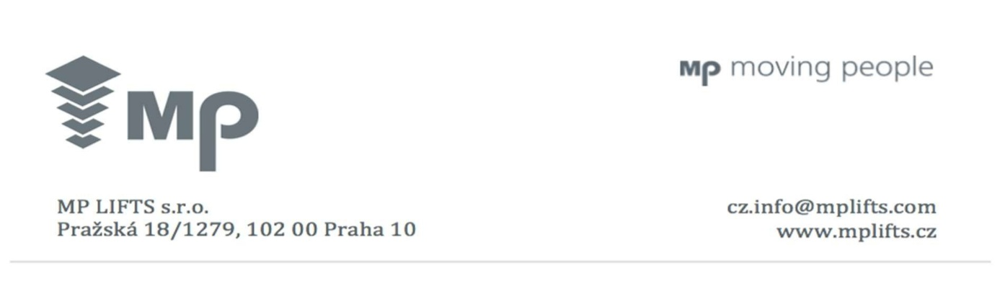 MP
MP moving people
MP LIFTS s.r.o.
Pražská 18/1279, 102 00 Praha 10
cz.info@mplifts.com
www.mplifts.cz